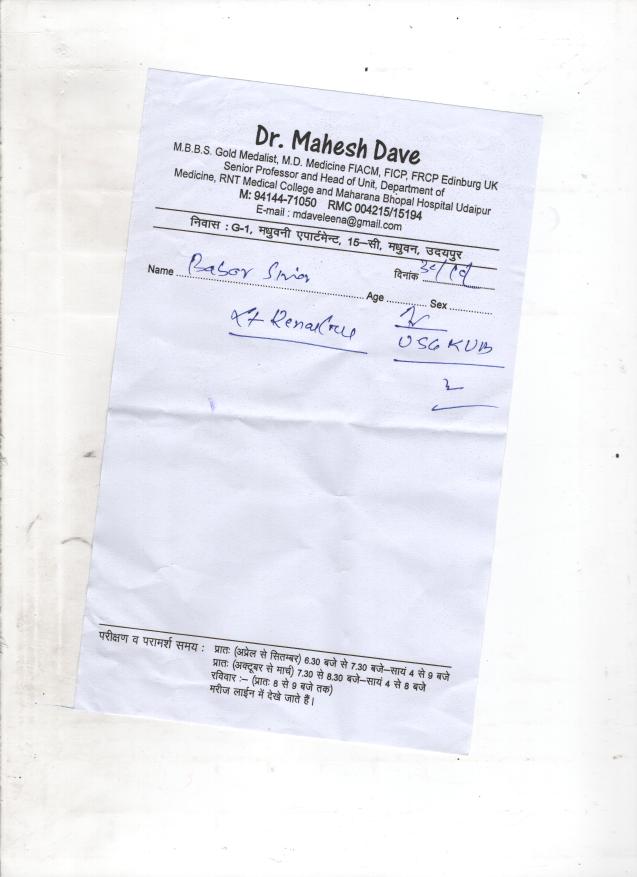 Dr. Mahesh Dave
M.B.B.S. Gold Medalist, M.D. Medicine FIACM, FICP, FRCP Edinburg UK
Senior Professor and Head of Unit, Department of
Medicine, RNT Medical College and Maharana Bhopal Hospital Udaipur
M: 94144-71050 RMC 004215/15194
E-mail : mdaveleena@gmail.com
निवास : G-1, मधुवनी एपार्टमेन्ट, 15-सी, मधुवन, उदयपुर
Name Babor दिनांक
Age Sex
Lt Renal
USG KUB
परीक्षण व परामर्श समय : प्रातः (अप्रेल से सितम्बर) 6.30 बजे से 7.30 बजे-सायं 4 से 9 बजे
प्रातः (अक्टूबर से मार्च) 7.30 से 8.30 बजे-सायं 4 से 8 बजे
रविवार :- (प्रातः 8 से 9 बजे तक)
मरीज लाईन में देखे जाते हैं।